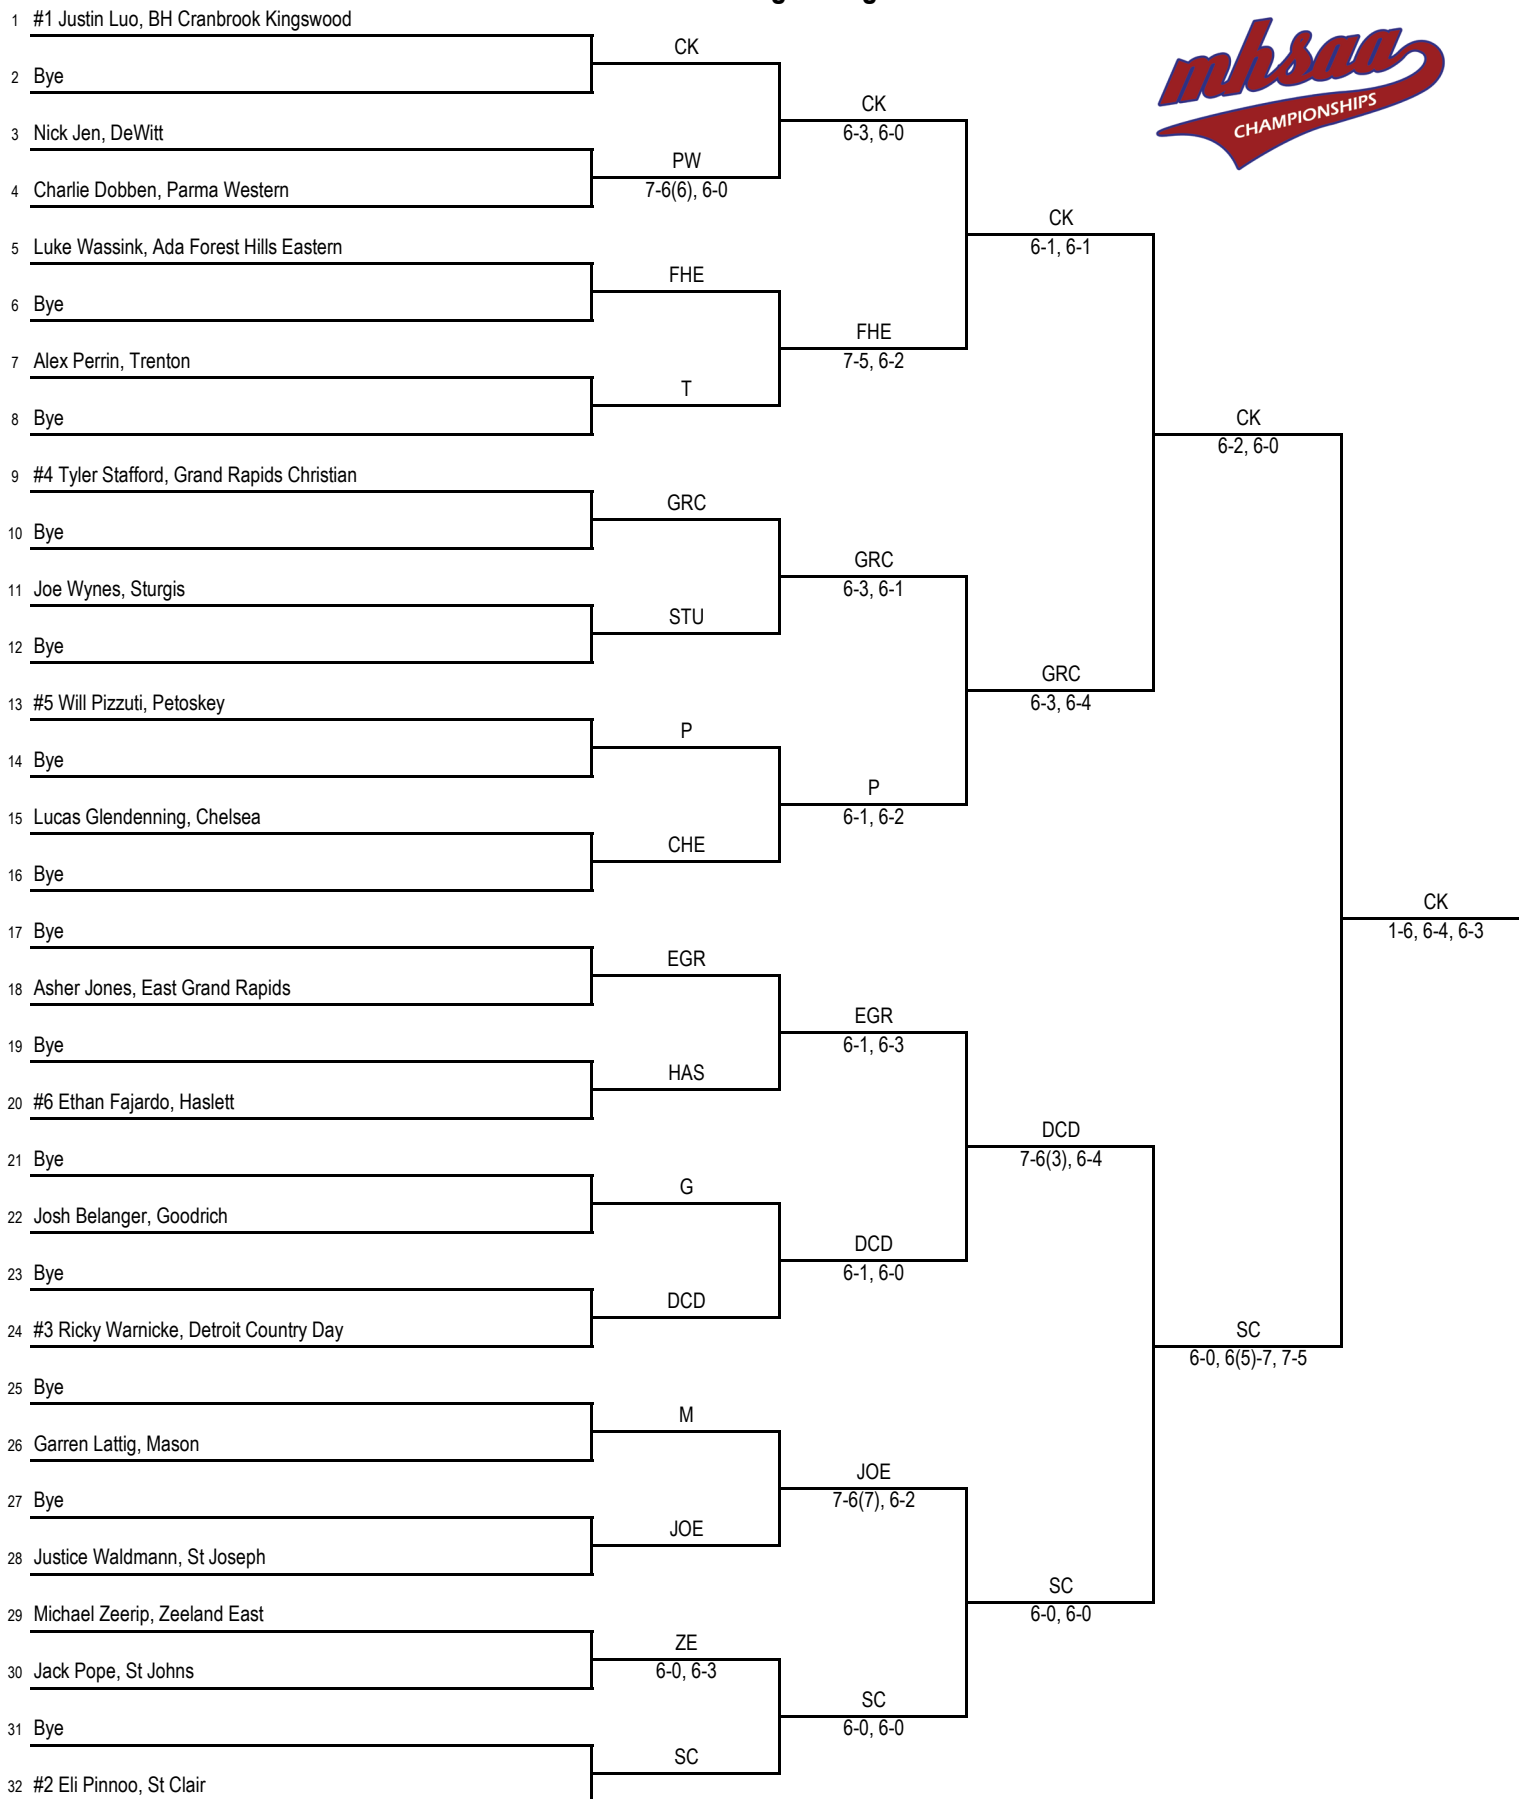 1 #1 Justin Luo, BH Cranbrook Kingswood
CK
2 Bye
CK
6-3, 6-0
3 Nick Jen, DeWitt
PW
7-6(6), 6-0
4 Charlie Dobben, Parma Western
CK
6-1, 6-1
5 Luke Wassink, Ada Forest Hills Eastern
FHE
6 Bye
FHE
7-5, 6-2
7 Alex Perrin, Trenton
T
8 Bye
CK
6-2, 6-0
9 #4 Tyler Stafford, Grand Rapids Christian
GRC
10 Bye
GRC
6-3, 6-1
11 Joe Wynes, Sturgis
STU
12 Bye
GRC
6-3, 6-4
13 #5 Will Pizzuti, Petoskey
P
14 Bye
P
6-1, 6-2
15 Lucas Glendenning, Chelsea
CHE
16 Bye
CK
1-6, 6-4, 6-3
17 Bye
EGR
18 Asher Jones, East Grand Rapids
EGR
6-1, 6-3
19 Bye
HAS
20 #6 Ethan Fajardo, Haslett
DCD
7-6(3), 6-4
21 Bye
G
22 Josh Belanger, Goodrich
DCD
6-1, 6-0
23 Bye
DCD
24 #3 Ricky Warnicke, Detroit Country Day
SC
6-0, 6(5)-7, 7-5
25 Bye
M
26 Garren Lattig, Mason
JOE
7-6(7), 6-2
27 Bye
JOE
28 Justice Waldmann, St Joseph
SC
6-0, 6-0
29 Michael Zeerip, Zeeland East
ZE
6-0, 6-3
30 Jack Pope, St Johns
SC
6-0, 6-0
31 Bye
SC
32 #2 Eli Pinnoo, St Clair
mhsaa
CHAMPIONSHIPS